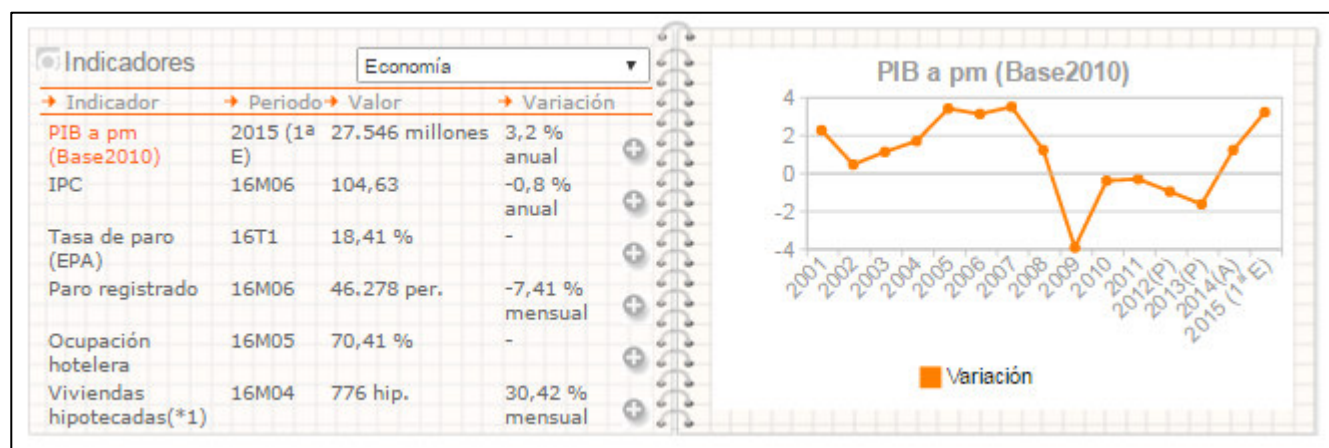 Indicadores
Economía
Indicador Periodo Valor Variación
PIB a pm 2015 (1ª 27.546 millones 3,2 %
(Base2010) E) anual
IPC 16M06 104,63 -0,8 %
anual
Tasa de paro 16T1 18,41 % -
(EPA)
Paro registrado 16M06 46.278 per. -7,41 %
mensual
Ocupación 16M05 70,41 % -
hotelera
Viviendas 16M04 776 hip. 30,42 %
hipotecadas(*1) mensual
PIB a pm (Base2010)
4
2
0
-2
-4
2001 2002 2003 2004 2005 2006 2007 2008 2009 2010 2011 2012(P) 2013(P) 2014(A) 2015 (1ª E)
Variación